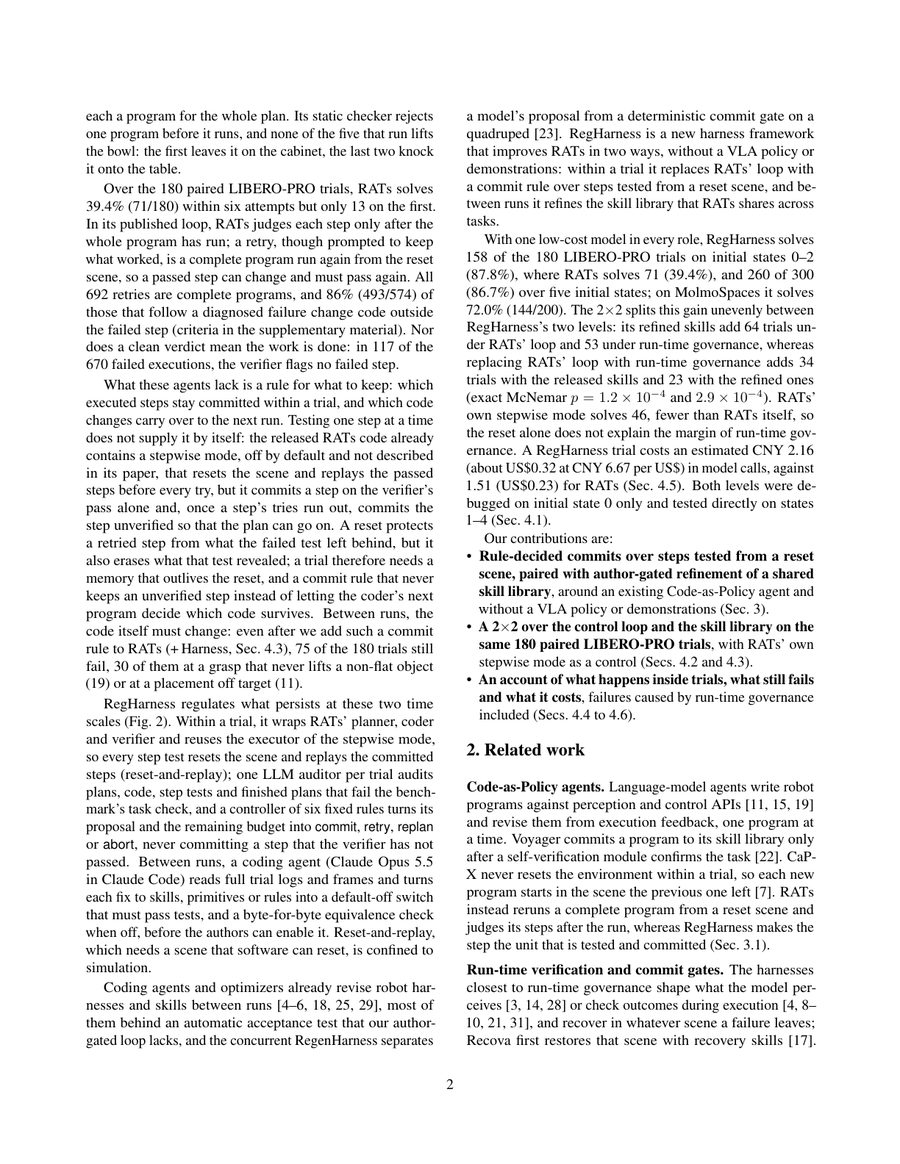 each a program for the whole plan. Its static checker rejects
one program before it runs, and none of the five that run lifts
the bowl: the first leaves it on the cabinet, the last two knock
it onto the table.
Over the 180 paired LIBERO-PRO trials, RATs solves
39.4% (71/180) within six attempts but only 13 on the first.
In its published loop, RATs judges each step only after the
whole program has run; a retry, though prompted to keep
what worked, is a complete program run again from the reset
scene, so a passed step can change and must pass again. All
692 retries are complete programs, and 86% (493/574) of
those that follow a diagnosed failure change code outside
the failed step (criteria in the supplementary material). Nor
does a clean verdict mean the work is done: in 117 of the
670 failed executions, the verifier flags no failed step.
What these agents lack is a rule for what to keep: which
executed steps stay committed within a trial, and which code
changes carry over to the next run. Testing one step at a time
does not supply it by itself: the released RATs code already
contains a stepwise mode, off by default and not described
in its paper, that resets the scene and replays the passed
steps before every try, but it commits a step on the verifier's
pass alone and, once a step's tries run out, commits the
step unverified so that the plan can go on. A reset protects
a retried step from what the failed test left behind, but it
also erases what that test revealed; a trial therefore needs a
memory that outlives the reset, and a commit rule that never
keeps an unverified step instead of letting the coder's next
program decide which code survives. Between runs, the
code itself must change: even after we add such a commit
rule to RATs (+ Harness, Sec. 4.3), 75 of the 180 trials still
fail, 30 of them at a grasp that never lifts a non-flat object
(19) or at a placement off target (11).
RegHarness regulates what persists at these two time
scales (Fig. 2). Within a trial, it wraps RATs' planner, coder
and verifier and reuses the executor of the stepwise mode,
so every step test resets the scene and replays the committed
steps (reset-and-replay); one LLM auditor per trial audits
plans, code, step tests and finished plans that fail the bench-
mark's task check, and a controller of six fixed rules turns its
proposal and the remaining budget into commit, retry, replan
or abort, never committing a step that the verifier has not
passed. Between runs, a coding agent (Claude Opus 5.5
in Claude Code) reads full trial logs and frames and turns
each fix to skills, primitives or rules into a default-off switch
that must pass tests, and a byte-for-byte equivalence check
when off, before the authors can enable it. Reset-and-replay,
which needs a scene that software can reset, is confined to
simulation.
Coding agents and optimizers already revise robot har-
nesses and skills between runs [4–6, 18, 25, 29], most of
them behind an automatic acceptance test that our author-
gated loop lacks, and the concurrent RegenHarness separates
a model's proposal from a deterministic commit gate on a
quadruped [23]. RegHarness is a new harness framework
that improves RATs in two ways, without a VLA policy or
demonstrations: within a trial it replaces RATs' loop with
a commit rule over steps tested from a reset scene, and be-
tween runs it refines the skill library that RATs shares across
tasks.
With one low-cost model in every role, RegHarness solves
158 of the 180 LIBERO-PRO trials on initial states 0–2
(87.8%), where RATs solves 71 (39.4%), and 260 of 300
(86.7%) over five initial states; on MolmoSpaces it solves
72.0% (144/200). The 2×2 splits this gain unevenly between
RegHarness's two levels: its refined skills add 64 trials un-
der RATs' loop and 53 under run-time governance, whereas
replacing RATs' loop with run-time governance adds 34
trials with the released skills and 23 with the refined ones
(exact McNemar p = 1.2 × 10⁻⁴ and 2.9 × 10⁻⁴). RATs'
own stepwise mode solves 46, fewer than RATs itself, so
the reset alone does not explain the margin of run-time gov-
ernance. A RegHarness trial costs an estimated CNY 2.16
(about US$0.32 at CNY 6.67 per US$) in model calls, against
1.51 (US$0.23) for RATs (Sec. 4.5). Both levels were de-
bugged on initial state 0 only and tested directly on states
1–4 (Sec. 4.1).
Our contributions are:
• Rule-decided commits over steps tested from a reset
scene, paired with author-gated refinement of a shared
skill library, around an existing Code-as-Policy agent and
without a VLA policy or demonstrations (Sec. 3).
• A 2×2 over the control loop and the skill library on the
same 180 paired LIBERO-PRO trials, with RATs' own
stepwise mode as a control (Secs. 4.2 and 4.3).
• An account of what happens inside trials, what still fails
and what it costs, failures caused by run-time governance
included (Secs. 4.4 to 4.6).
2. Related work
Code-as-Policy agents. Language-model agents write robot
programs against perception and control APIs [11, 15, 19]
and revise them from execution feedback, one program at
a time. Voyager commits a program to its skill library only
after a self-verification module confirms the task [22]. CaP-
X never resets the environment within a trial, so each new
program starts in the scene the previous one left [7]. RATs
instead reruns a complete program from a reset scene and
judges its steps after the run, whereas RegHarness makes the
step the unit that is tested and committed (Sec. 3.1).
Run-time verification and commit gates. The harnesses
closest to run-time governance shape what the model per-
ceives [3, 14, 28] or check outcomes during execution [4, 8–
10, 21, 31], and recover in whatever scene a failure leaves;
Recova first restores that scene with recovery skills [17].
2